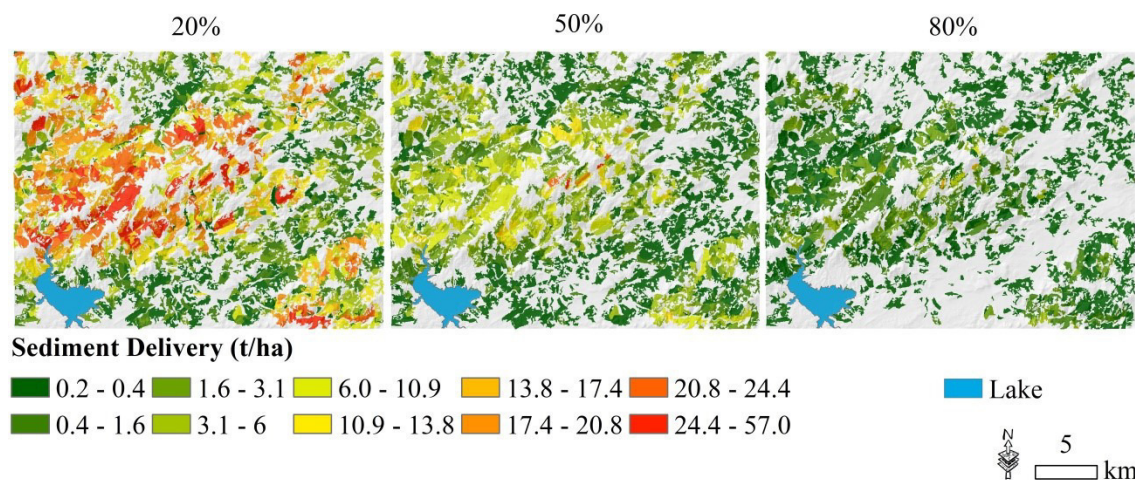 20% 50% 80%
Sediment Delivery (t/ha)
0.2 - 0.4 1.6 - 3.1 6.0 - 10.9 13.8 - 17.4 20.8 - 24.4 Lake
0.4 - 1.6 3.1 - 6 10.9 - 13.8 17.4 - 20.8 24.4 - 57.0
N 5
km